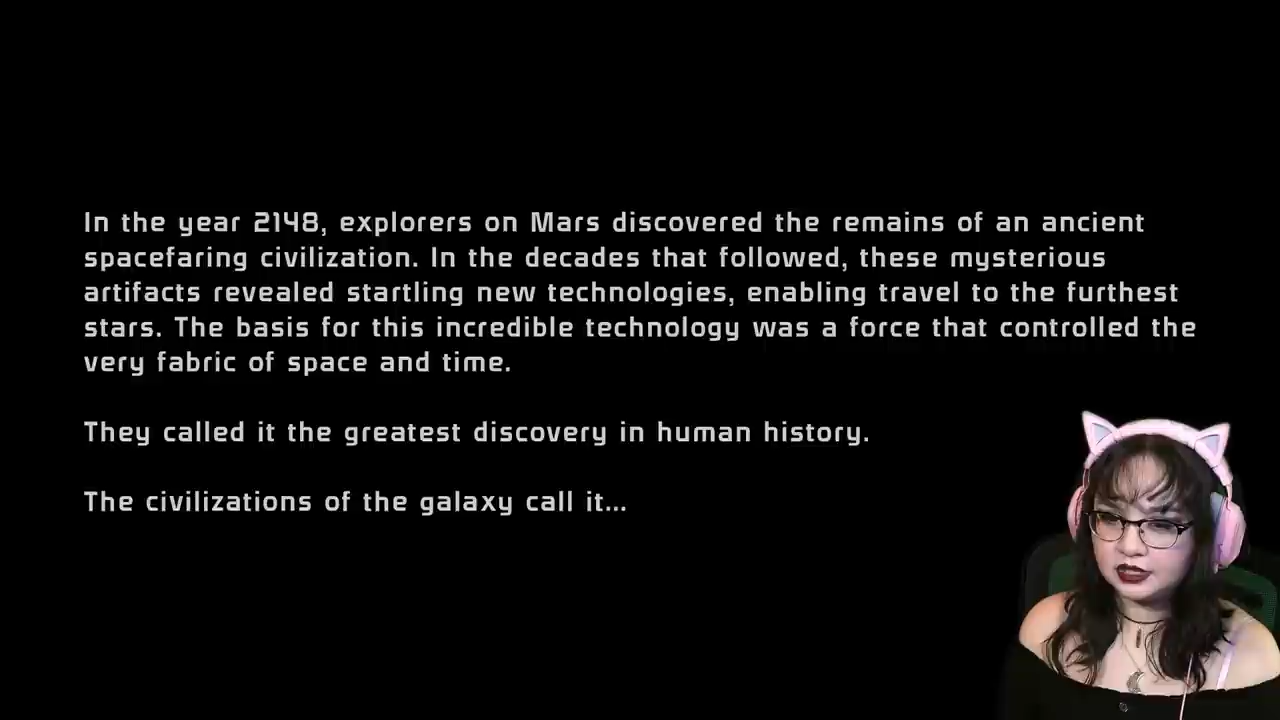 In the year 2148, explorers on Mars discovered the remains of an ancient
spacefaring civilization. In the decades that followed, these mysterious
artifacts revealed startling new technologies, enabling travel to the furthest
stars. The basis for this incredible technology was a force that controlled the
very fabric of space and time.
They called it the greatest discovery in human history.
The civilizations of the galaxy call it...